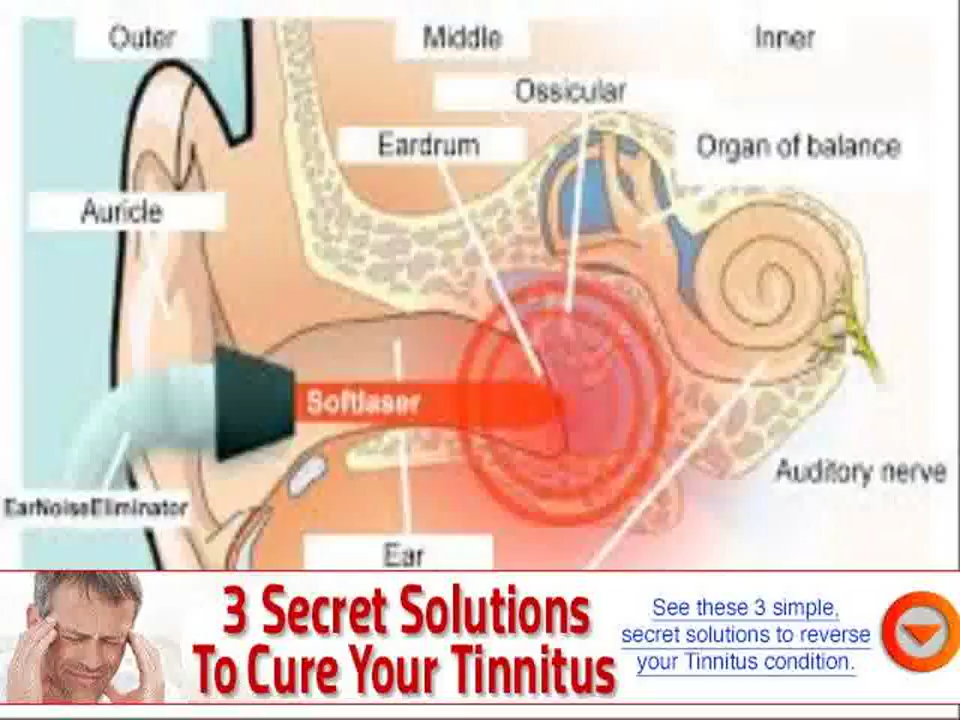 Outer
Middle
Inner
Ossicular
Eardrum
Organ of balance
Auricle
Softlaser
Auditory nerve
EarNoiseEliminator
Ear
3 Secret Solutions
To Cure Your Tinnitus
See these 3 simple,
secret solutions to reverse
your Tinnitus condition.